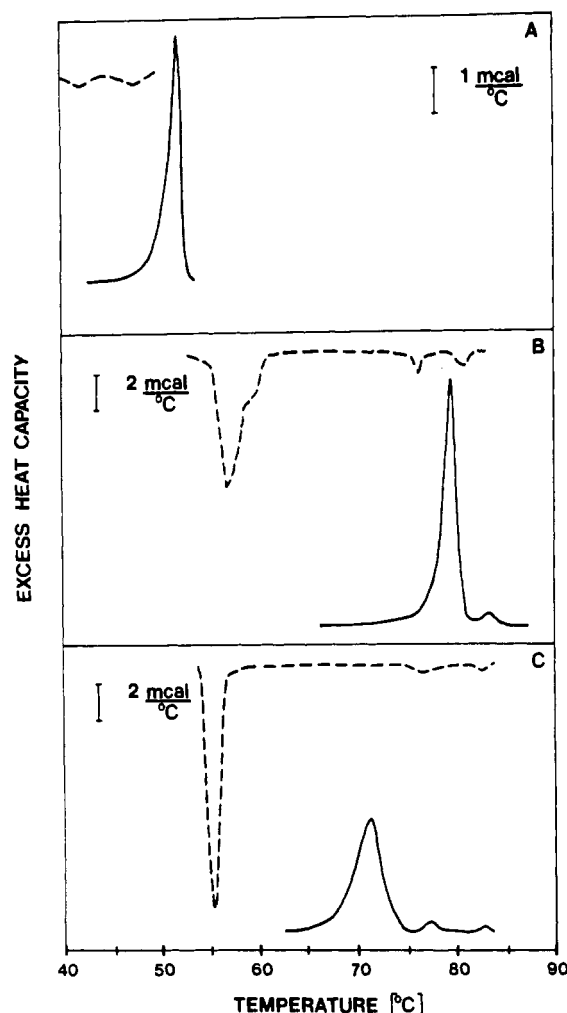 A
1 mcal
°C
B
2 mcal
°C
EXCESS HEAT CAPACITY
C
2 mcal
°C
40 50 60 70 80 90
TEMPERATURE [°C]